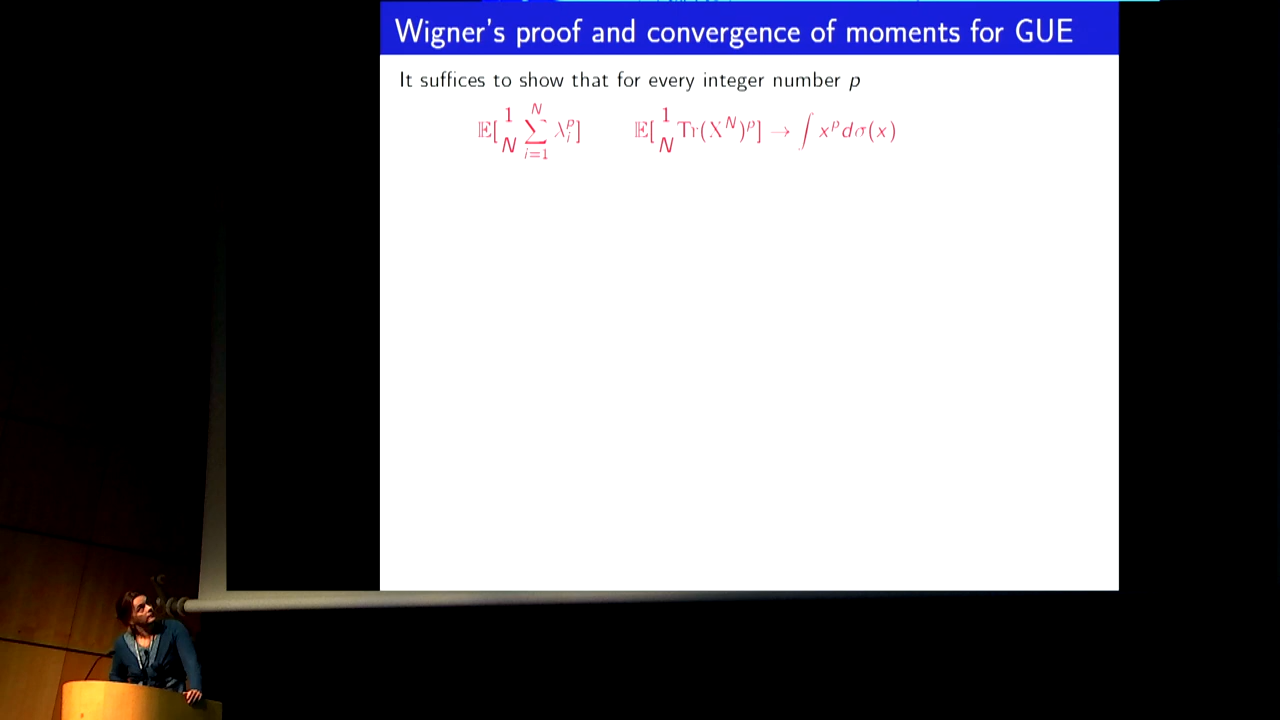 Wigner's proof and convergence of moments for GUE
It suffices to show that for every integer number p
𝔼[1/N ∑_{i=1}^{N} λ_i^p]   𝔼[1/N Tr(X^N)^p] → ∫ x^p dσ(x)